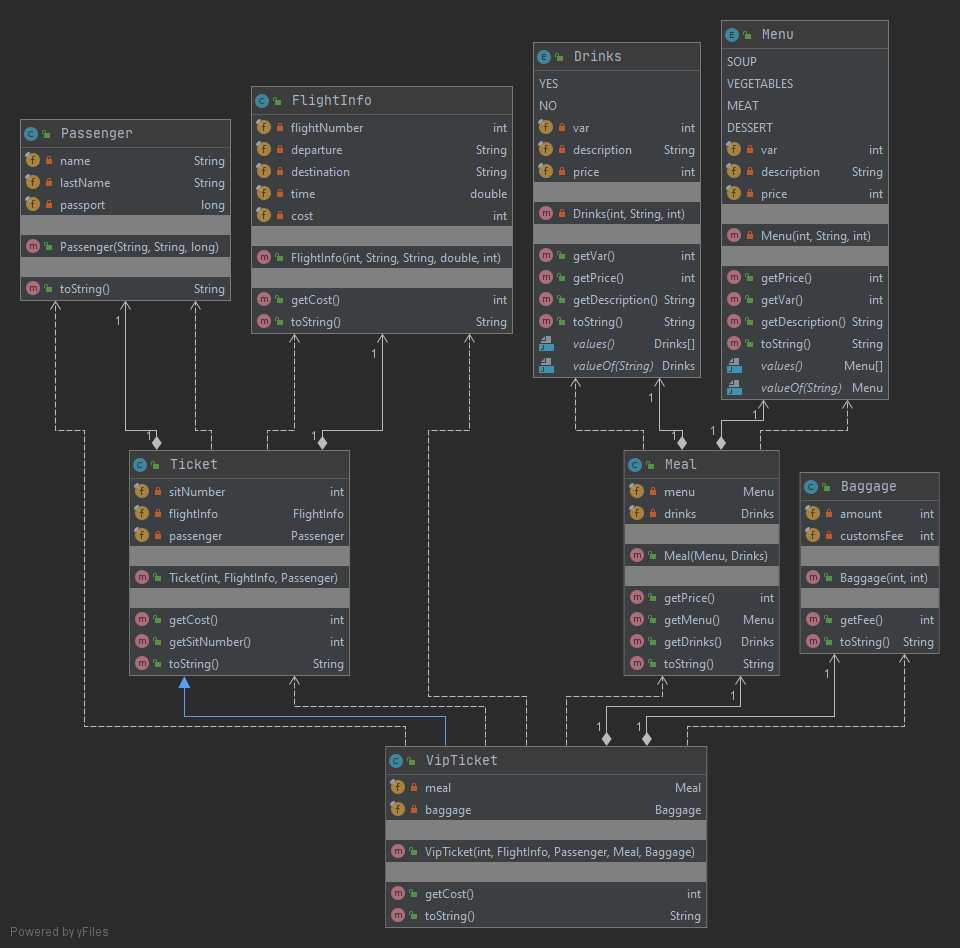 Menu
SOUP
VEGETABLES
MEAT
DESSERT
var int
description String
price int
Menu(int, String, int)
getPrice() int
getVar() int
getDescription() String
toString() String
values() Menu[]
valueOf(String) Menu
Drinks
YES
NO
var int
description String
price int
Drinks(int, String, int)
getVar() int
getPrice() int
getDescription() String
toString() String
values() Drinks[]
valueOf(String) Drinks
FlightInfo
flightNumber int
departure String
destination String
time double
cost int
FlightInfo(int, String, String, double, int)
getCost() int
toString() String
Passenger
name String
lastName String
passport long
Passenger(String, String, long)
toString() String
1
1
1
1
1
1
1
1
Ticket
sitNumber int
flightInfo FlightInfo
passenger Passenger
Ticket(int, FlightInfo, Passenger)
getCost() int
getSitNumber() int
toString() String
Meal
menu Menu
drinks Drinks
Meal(Menu, Drinks)
getPrice() int
getMenu() Menu
getDrinks() Drinks
toString() String
Baggage
amount int
customsFee int
Baggage(int, int)
getFee() int
toString() String
1
1
1
1
VipTicket
meal Meal
baggage Baggage
VipTicket(int, FlightInfo, Passenger, Meal, Baggage)
getCost() int
toString() String
Powered by yFiles